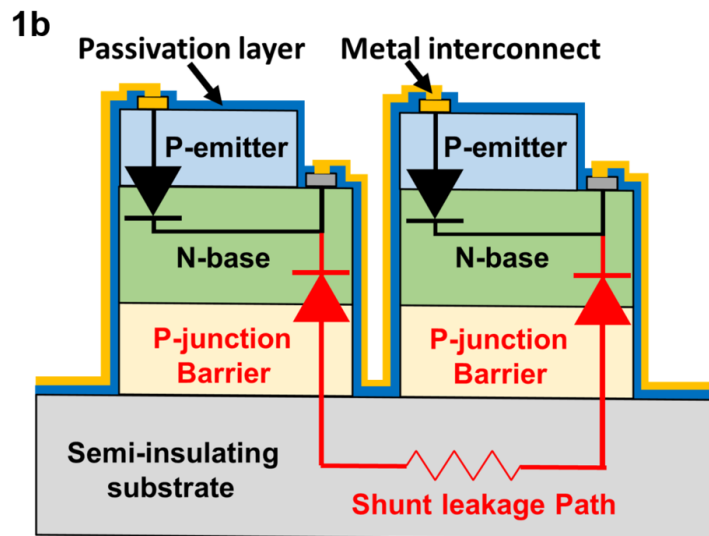 1b
Passivation layer
Metal interconnect
P-emitter
P-emitter
N-base
N-base
P-junction
Barrier
P-junction
Barrier
Semi-insulating
substrate
Shunt leakage Path